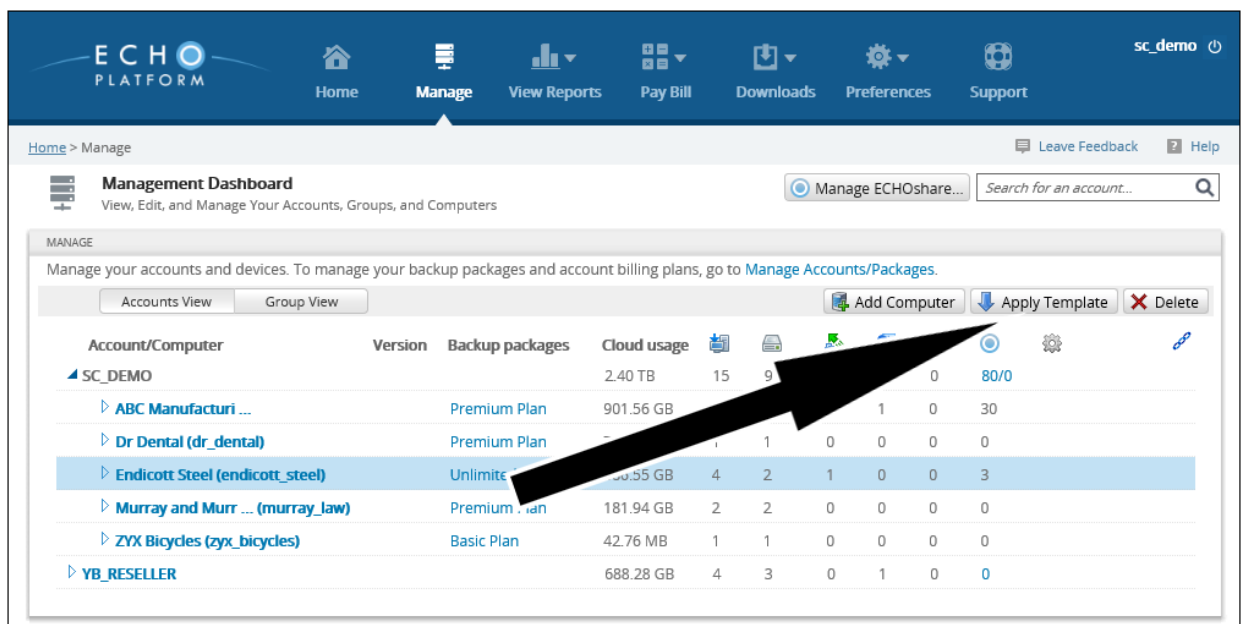 ECHO
PLATFORM
Home
Manage
View Reports
Pay Bill
Downloads
Preferences
Support
sc_demo
Home > Manage
Leave Feedback
Help
Management Dashboard
View, Edit, and Manage Your Accounts, Groups, and Computers
Manage ECHOshare...
Search for an account...
MANAGE
Manage your accounts and devices. To manage your backup packages and account billing plans, go to Manage Accounts/Packages.
Accounts View Group View Add Computer Apply Template Delete
Account/Computer Version Backup packages Cloud usage
SC_DEMO 2.40 TB 15 9 0 80/0
ABC Manufacturi ... Premium Plan 901.56 GB 1 0 30
Dr Dental (dr_dental) Premium Plan 1 0 0 0 0
Endicott Steel (endicott_steel) GB 4 2 1 0 0 3
Murray and Murr ... (murray_law) Premium 181.94 GB 2 2 0 0 0 0
ZYX Bicycles (zyx_bicycles) Basic Plan 42.76 MB 1 1 0 0 0 0
YB_RESELLER 688.28 GB 4 3 0 1 0 0